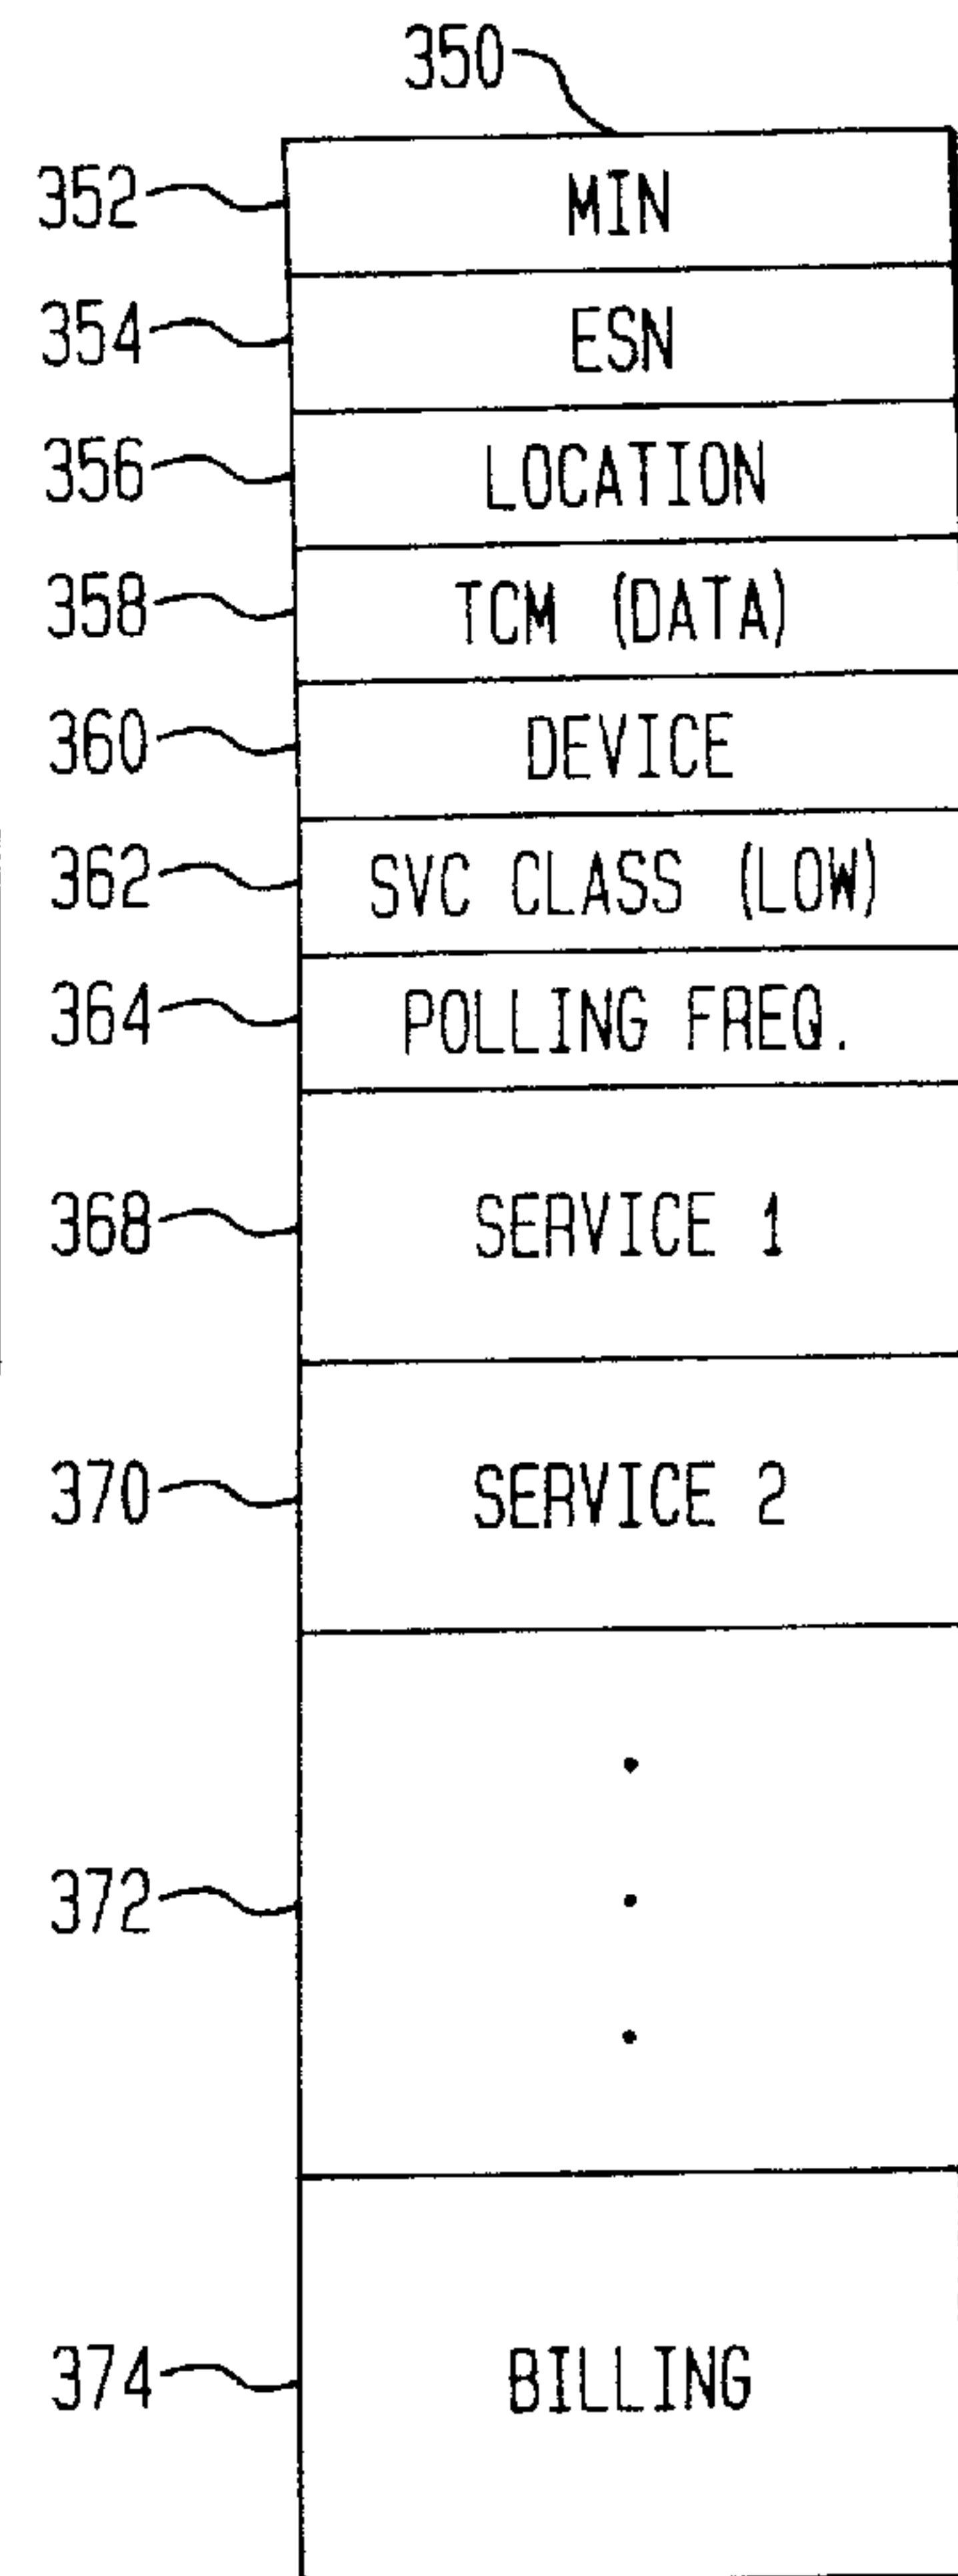 350
352 MIN
354 ESN
356 LOCATION
358 TCM (DATA)
360 DEVICE
362 SVC CLASS (LOW)
364 POLLING FREQ.
368 SERVICE 1
370 SERVICE 2
372
374 BILLING